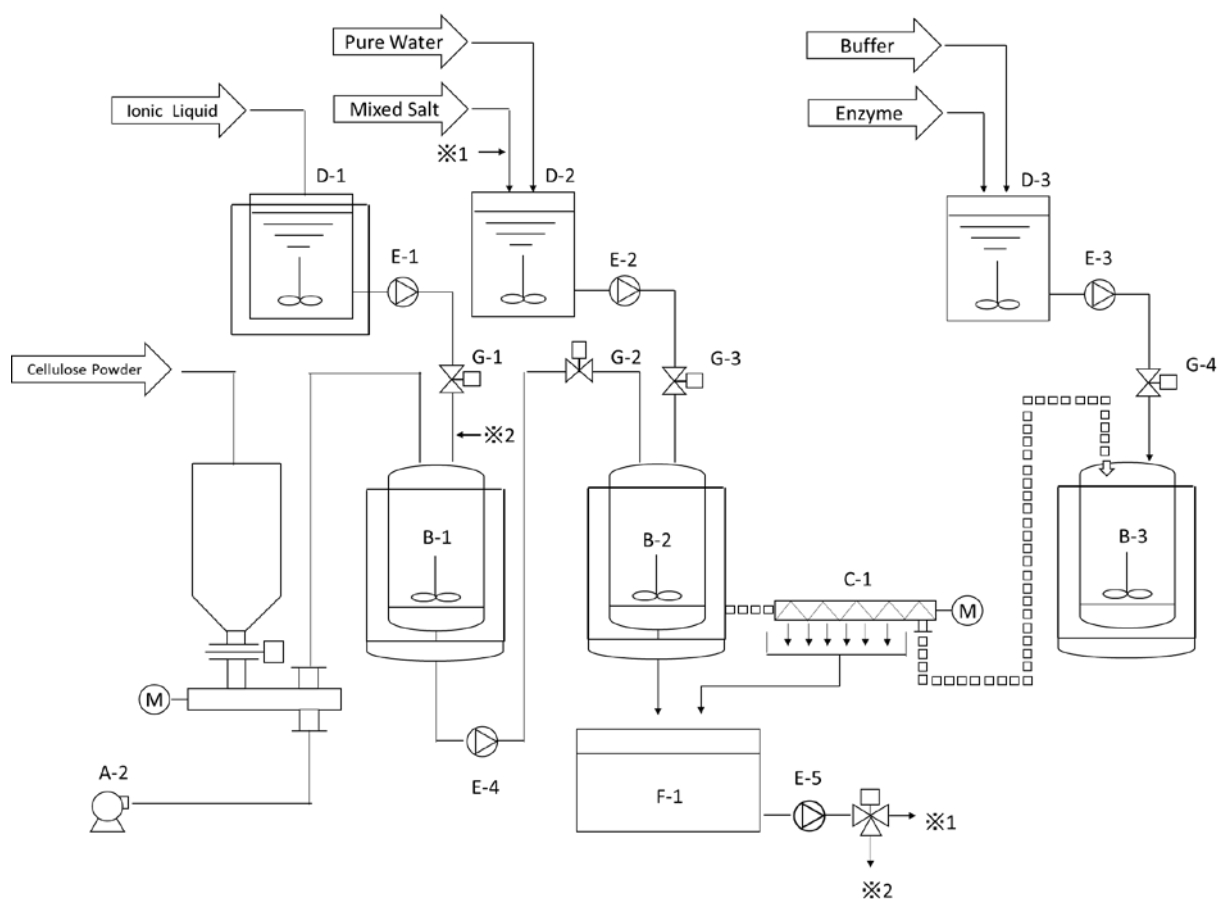 Pure Water
Buffer
Ionic Liquid
Mixed Salt
Enzyme
※1
D-1
D-2
D-3
E-1
E-2
E-3
Cellulose Powder
G-1
G-2
G-3
G-4
※2
B-1
B-2
B-3
C-1
M
M
A-2
E-4
F-1
E-5
※1
※2